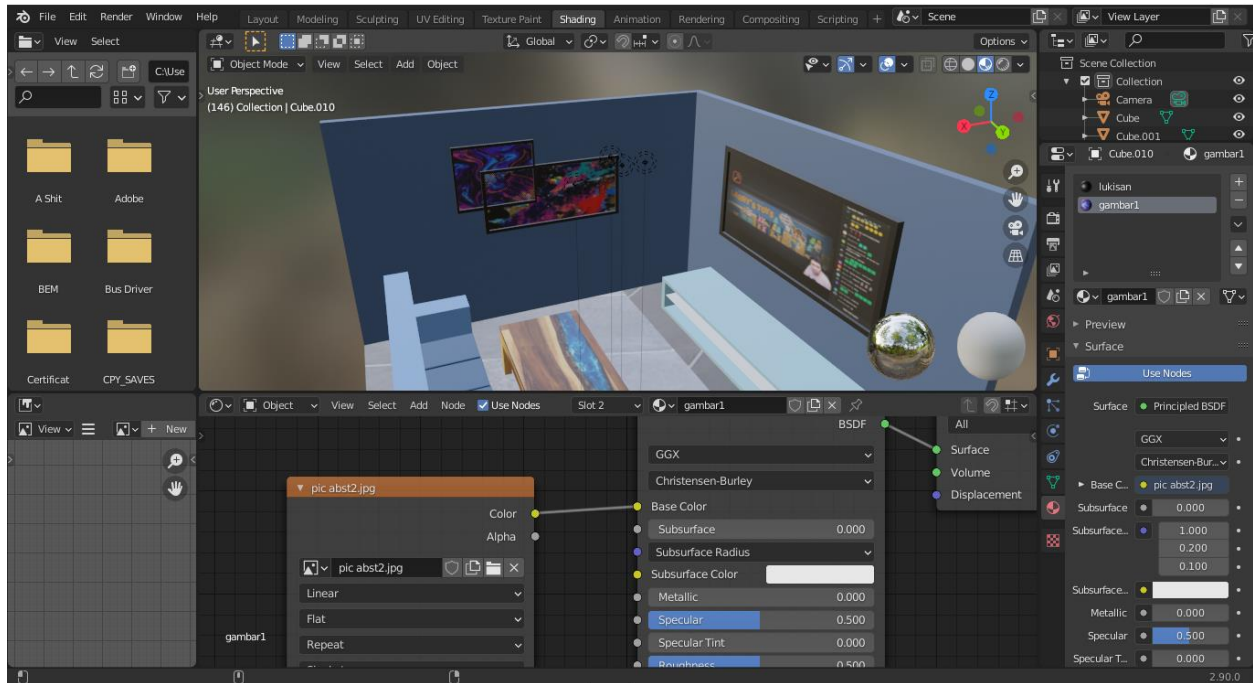 File Edit Render Window Help Layout Modeling Sculpting UV Editing Texture Paint Shading Animation Rendering Compositing Scripting + Scene View Layer
View Select Global Options
C:\Use
Object Mode View Select Add Object
User Perspective
(146) Collection | Cube.010
X
Y
Z
A Shit Adobe
BEM Bus Driver
Certificat CPY_SAVES
Scene Collection
Collection
Camera
Cube
Cube.001
Cube.010 gambar1
lukisan
gambar1
gambar1
Preview
Surface
Use Nodes
Surface Principled BSDF
GGX
Christensen-Bur...
Base C... pic abst2.jpg
Subsurface 0.000
Subsurface... 1.000
0.200
0.100
Subsurface...
Metallic 0.000
Specular 0.500
Specular T... 0.000
View + New
Object View Select Add Node Use Nodes Slot 2 gambar1
pic abst2.jpg
Color
Alpha
pic abst2.jpg
Linear
Flat
Repeat
gambar1
BSDF
GGX
Christensen-Burley
Base Color
Subsurface 0.000
Subsurface Radius
Subsurface Color
Metallic 0.000
Specular 0.500
Specular Tint 0.000
Roughness 0.500
All
Surface
Volume
Displacement
2.90.0